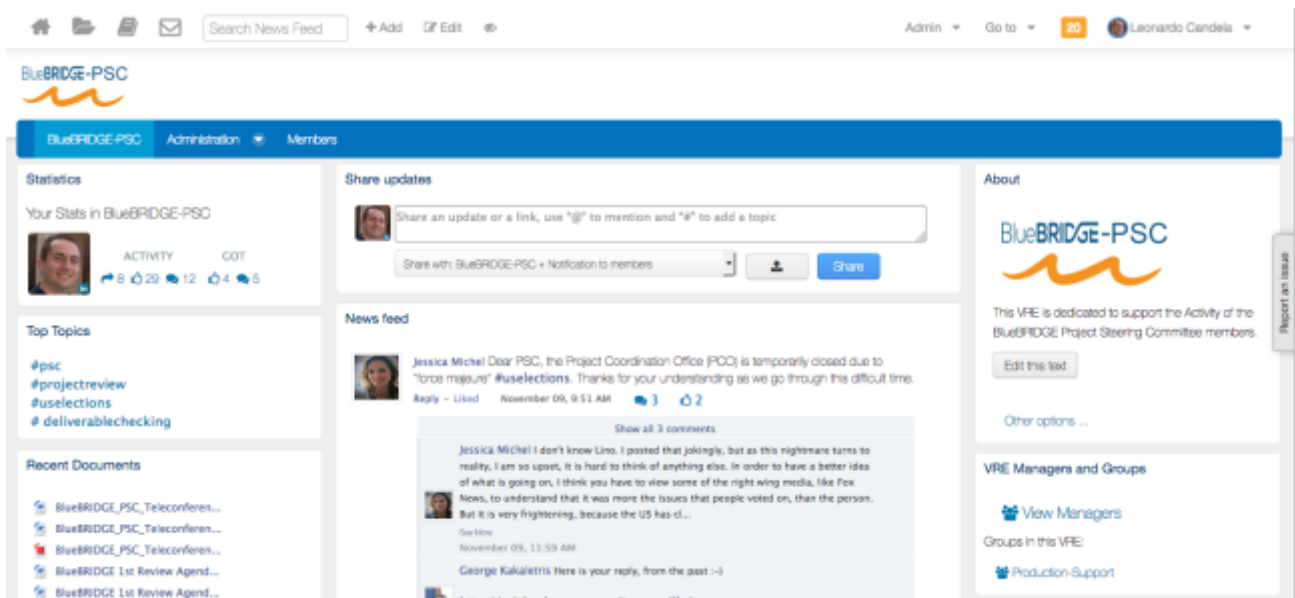 Search News Feed
Add
Edit
Admin
Go to
20
Leonardo Candela
BlueBRIDGE-PSC
BlueBRIDGE-PSC
Administration
Members
Statistics
Your Stats in BlueBRIDGE-PSC
ACTIVITY GOT
8 29 12 4 5
Top Topics
#psc
#projectreview
#uselections
# deliverablechecking
Recent Documents
BlueBRIDGE_PSC_Teleconferen...
BlueBRIDGE_PSC_Teleconferen...
BlueBRIDGE_PSC_Teleconferen...
BlueBRIDGE 1st Review Agend...
BlueBRIDGE 1st Review Agend...
Share updates
Share an update or a link, use "@" to mention and "#" to add a topic
Share with: BlueBRIDGE-PSC + Notification to members
Share
News feed
Jessica Michel Dear PSC, the Project Coordination Office (PCO) is temporarily closed due to
"force majeure" #uselections. Thanks for your understanding as we go through this difficult time.
Reply - Liked November 09, 9:51 AM 3 2
Show all 3 comments
Jessica Michel I don't know Lino. I posted that jokingly, but as this nightmare turns to
reality, I am so upset, it is hard to think of anything else. In order to have a better idea
of what is going on, I think you have to view some of the right wing media, like Fox
News, to understand that it was more the issues that people voted on, than the person.
But it is very frightening, because the US has cl...
See More
November 09, 11:59 AM
George Kakaletris Here is your reply, from the past :-)
About
BlueBRIDGE-PSC
This VRE is dedicated to support the Activity of the
BlueBRIDGE Project Steering Committee members.
Edit this text
Other options ...
VRE Managers and Groups
View Managers
Groups in this VRE:
Production-Support
Report an issue